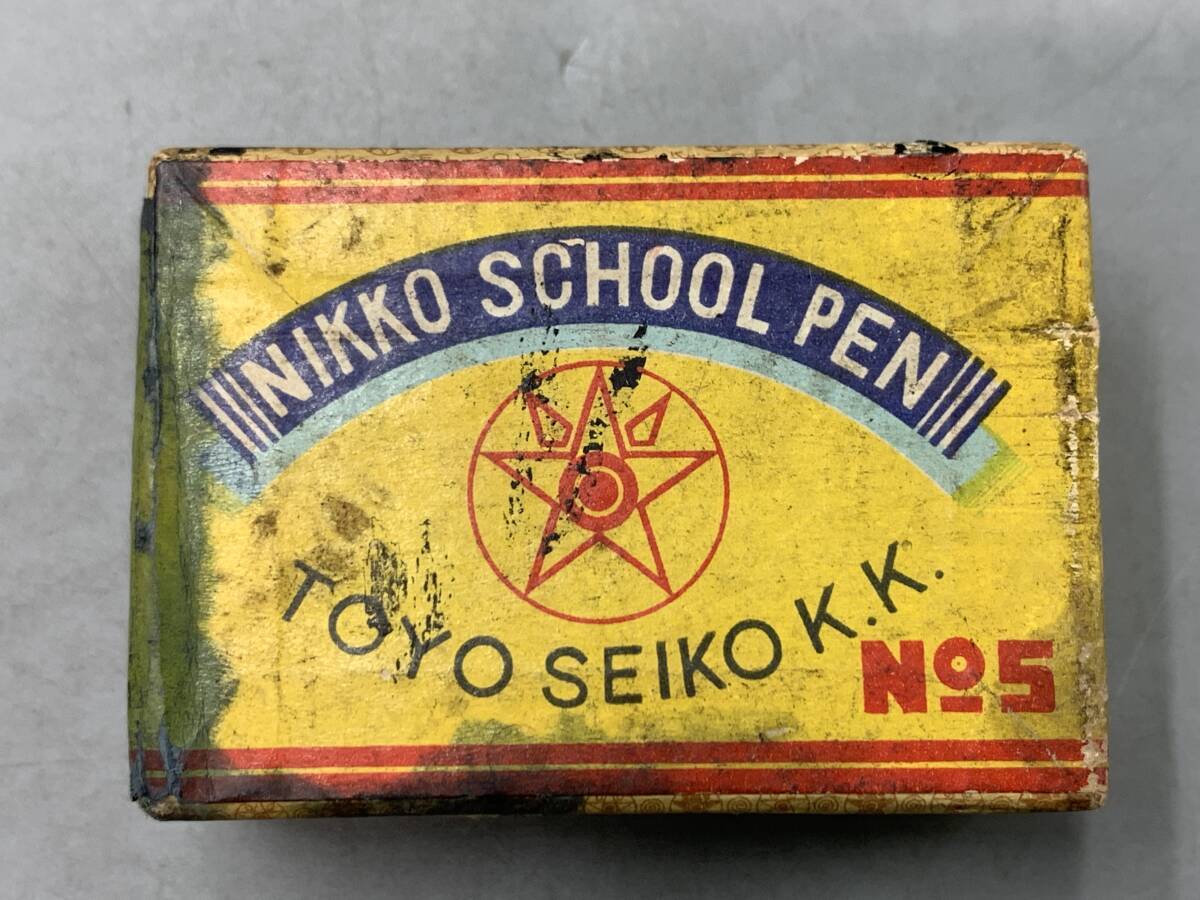 NIKKO SCHOOL PEN
TOYO SEIKO K.K.
No5